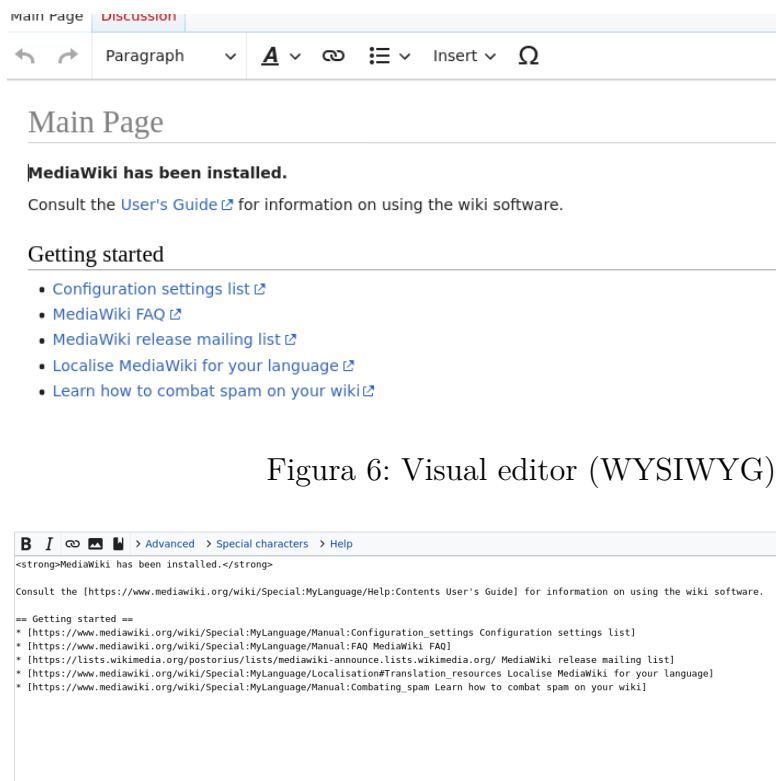 Main Page Discussion
Paragraph A Insert Ω
Main Page
MediaWiki has been installed.
Consult the User's Guide for information on using the wiki software.
Getting started
• Configuration settings list
• MediaWiki FAQ
• MediaWiki release mailing list
• Localise MediaWiki for your language
• Learn how to combat spam on your wiki
Figura 6: Visual editor (WYSIWYG)
B I > Advanced > Special characters > Help
<strong>MediaWiki has been installed.</strong>
Consult the [https://www.mediawiki.org/wiki/Special:MyLanguage/Help:Contents User's Guide] for information on using the wiki software.
== Getting started ==
* [https://www.mediawiki.org/wiki/Special:MyLanguage/Manual:Configuration_settings Configuration settings list]
* [https://www.mediawiki.org/wiki/Special:MyLanguage/Manual:FAQ MediaWiki FAQ]
* [https://lists.wikimedia.org/postorius/lists/mediawiki-announce.lists.wikimedia.org/ MediaWiki release mailing list]
* [https://www.mediawiki.org/wiki/Special:MyLanguage/Localisation#Translation_resources Localise MediaWiki for your language]
* [https://www.mediawiki.org/wiki/Special:MyLanguage/Manual:Combating_spam Learn how to combat spam on your wiki]